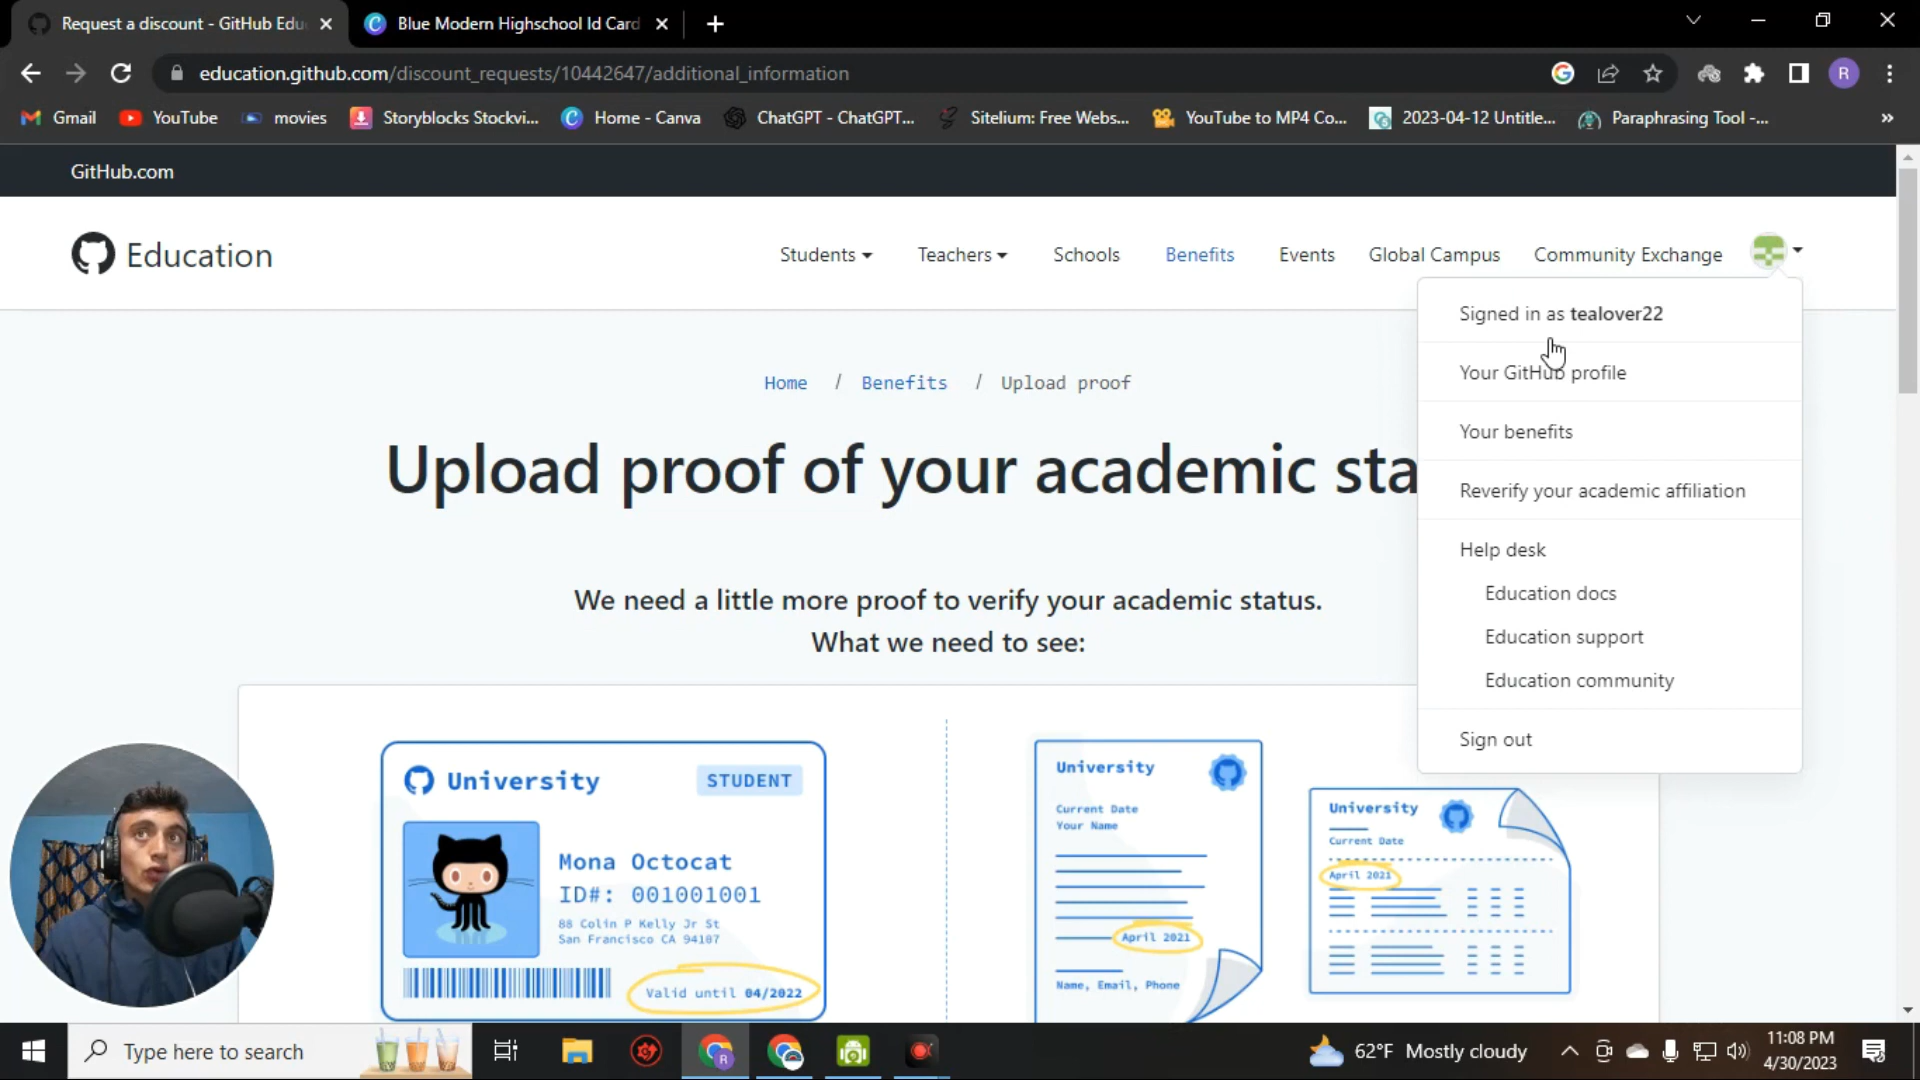 Request a discount - GitHub Edu
Blue Modern Highschool Id Card
education.github.com/discount_requests/10442647/additional_information
R
Gmail
YouTube
movies
Storyblocks Stockvi...
Home - Canva
ChatGPT - ChatGPT...
Sitelium: Free Webs...
YouTube to MP4 Co...
2023-04-12 Untitle...
Paraphrasing Tool -...
»
GitHub.com
Education
Students
Teachers
Schools
Benefits
Events
Global Campus
Community Exchange
Signed in as tealover22
Your GitHub profile
Your benefits
Reverify your academic affiliation
Help desk
Education docs
Education support
Education community
Sign out
Home / Benefits / Upload proof
Upload proof of your academic sta
We need a little more proof to verify your academic status.
What we need to see:
University
STUDENT
Mona Octocat
ID#: 001001001
88 Colin P Kelly Jr St
San Francisco CA 94107
Valid until 04/2022
University
Current Date
Your Name
April 2021
Name, Email, Phone
University
Current Date
April 2021
Type here to search
62°F Mostly cloudy
11:08 PM
4/30/2023